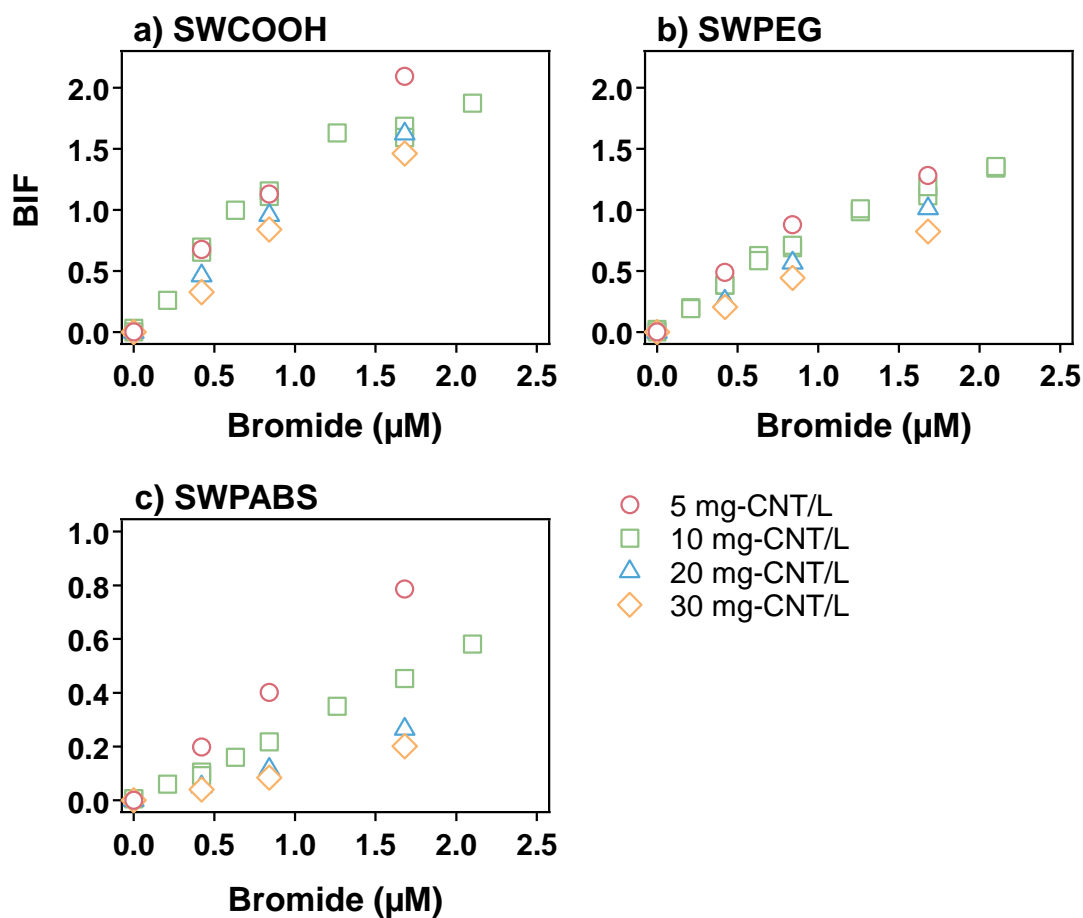 a) SWCOOH
b) SWPEG
BIF
2.0
1.5
1.0
0.5
0.0
0.0 0.5 1.0 1.5 2.0 2.5
Bromide (µM)
2.0
1.5
1.0
0.5
0.0
0.0 0.5 1.0 1.5 2.0 2.5
Bromide (µM)
c) SWPABS
1.0
0.8
0.6
0.4
0.2
0.0
0.0 0.5 1.0 1.5 2.0 2.5
Bromide (µM)
5 mg-CNT/L
10 mg-CNT/L
20 mg-CNT/L
30 mg-CNT/L